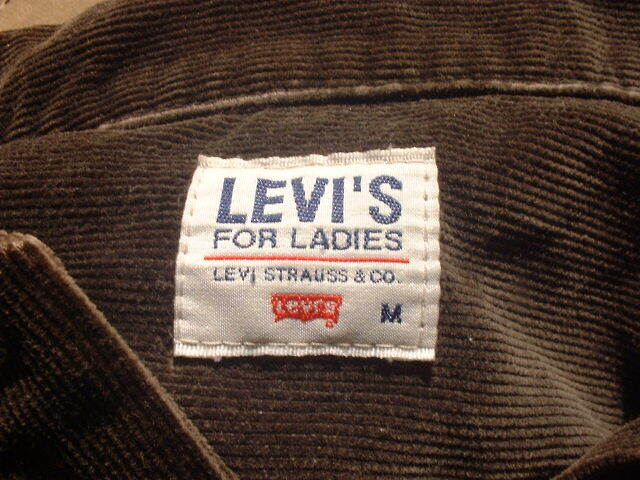 LEVI'S
FOR LADIES
LEVI STRAUSS & CO.
Levi's ®
M